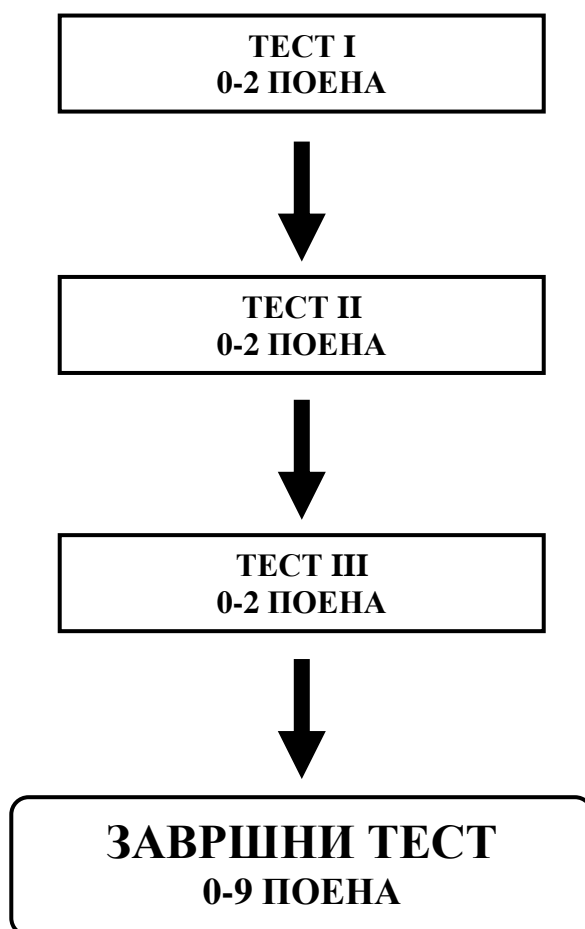 ТЕСТ I
0-2 ПОЕНА
ТЕСТ II
0-2 ПОЕНА
ТЕСТ III
0-2 ПОЕНА
ЗАВРШНИ ТЕСТ
0-9 ПОЕНА